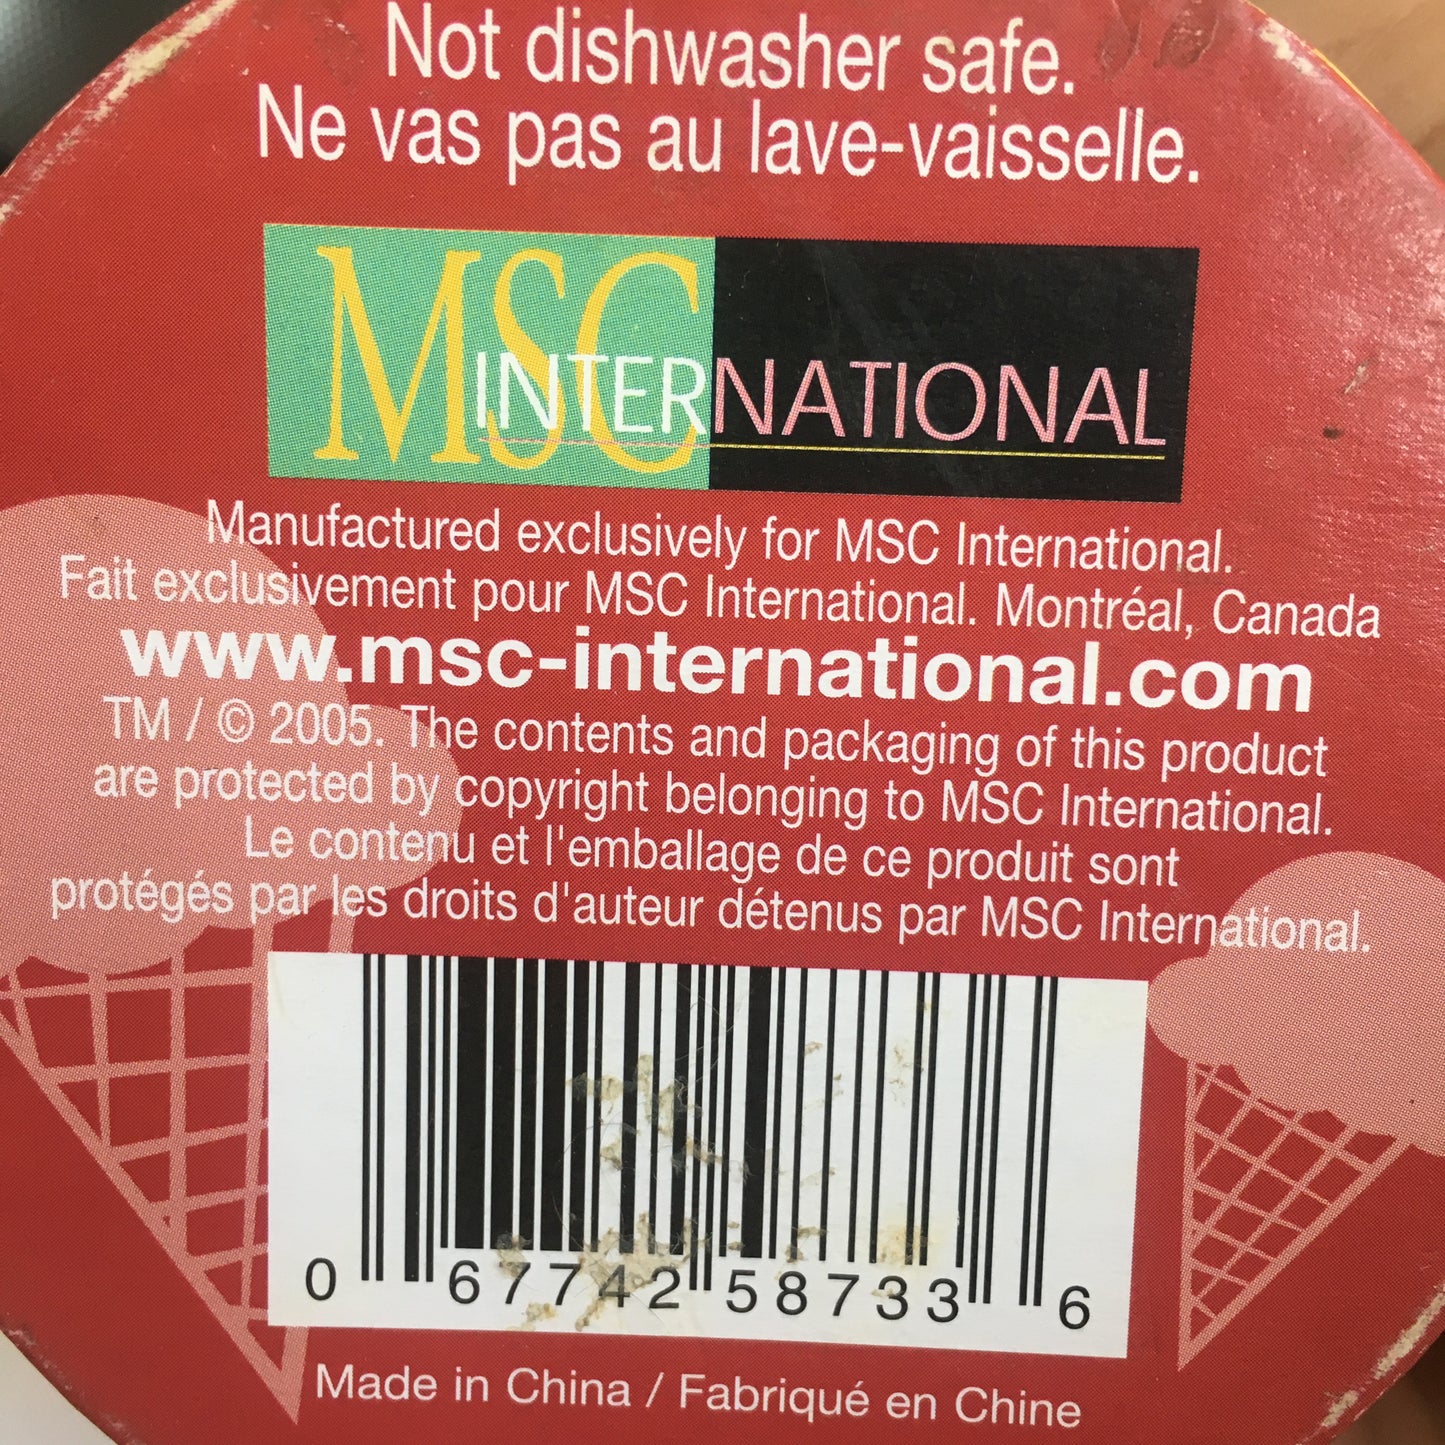 Not dishwasher safe.
Ne vas pas au lave-vaisselle.
MSC INTERNATIONAL
Manufactured exclusively for MSC International.
Fait exclusivement pour MSC International. Montréal, Canada
www.msc-international.com
TM / © 2005. The contents and packaging of this product
are protected by copyright belonging to MSC International.
Le contenu et l'emballage de ce produit sont
protégés par les droits d'auteur détenus par MSC International.
0 67742 58733 6
Made in China / Fabriqué en Chine